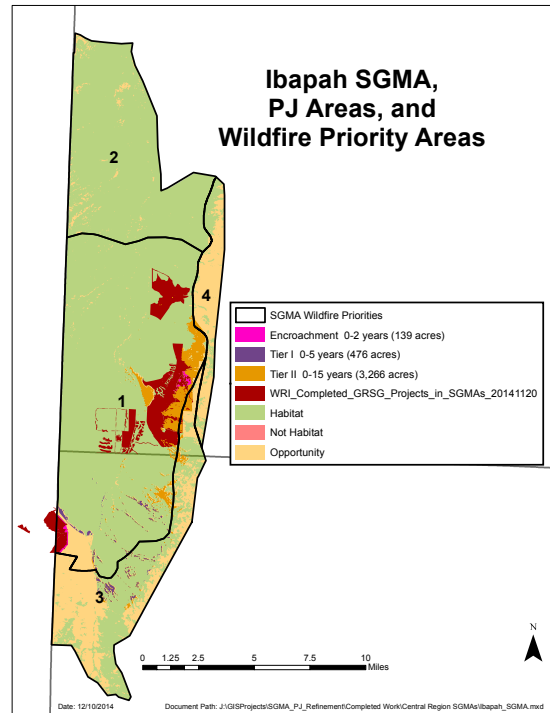 Ibapah SGMA,
PJ Areas, and
Wildfire Priority Areas
2
4
1
3
SGMA Wildfire Priorities
Encroachment 0-2 years (139 acres)
Tier I 0-5 years (476 acres)
Tier II 0-15 years (3,266 acres)
WRI_Completed_GRSG_Projects_in_SGMAs_20141120
Habitat
Not Habitat
Opportunity
N
0 1.25 2.5 5 7.5 10
Miles
Date: 12/10/2014 Document Path: J:\GISProjects\SGMA_PJ_Refinement\Completed Work\Central Region SGMAs\Ibapah_SGMA.mxd